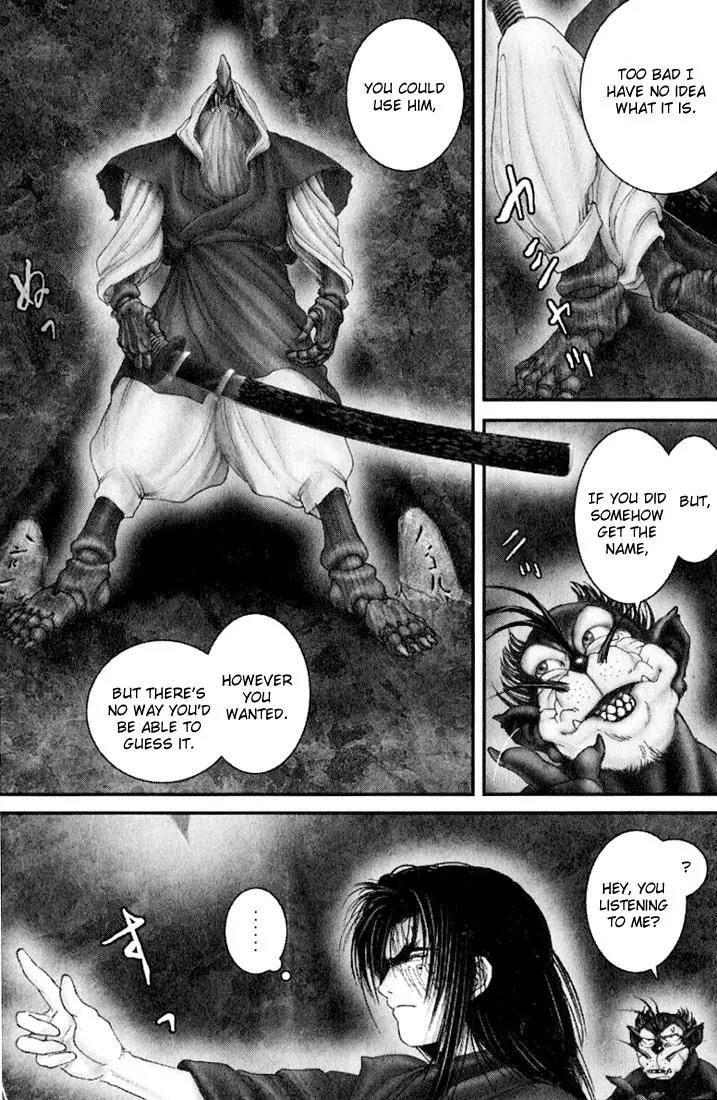 TOO BAD I
HAVE NO IDEA
WHAT IT IS.
BUT,
IF YOU DID
SOMEHOW
GET THE
NAME,
YOU COULD
USE HIM,
ぬっ
HOWEVER
YOU
WANTED.
BUT THERE'S
NO WAY YOU'D
BE ABLE TO
GUESS IT.
?
HEY, YOU
LISTENING
TO ME?
......